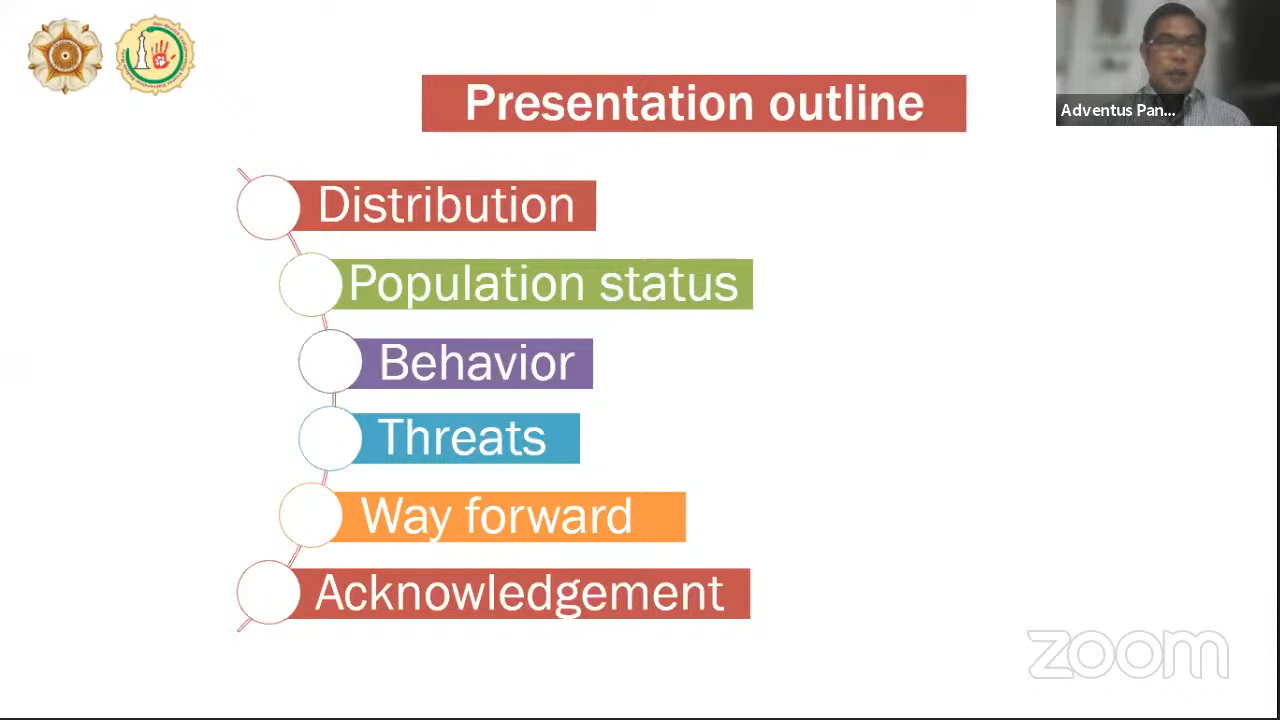 Presentation outline
Adventus Pan...
Distribution
Population status
Behavior
Threats
Way forward
Acknowledgement
zoom